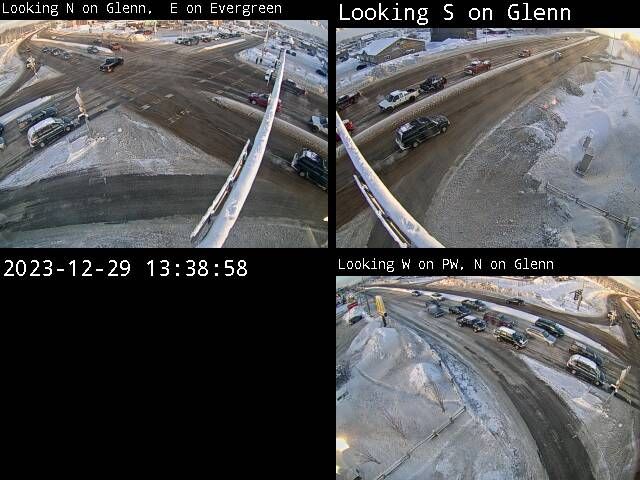 Looking N on Glenn,  E on Evergreen
Looking S on Glenn
2023-12-29 13:38:58
Looking W on PW, N on Glenn